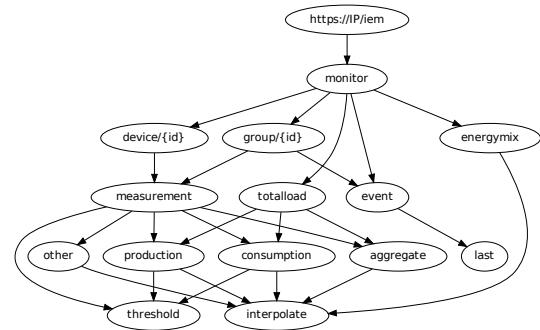 https://IP/iem
monitor
device/{id}
group/{id}
energymix
measurement
totalload
event
other
production
consumption
aggregate
last
threshold
interpolate